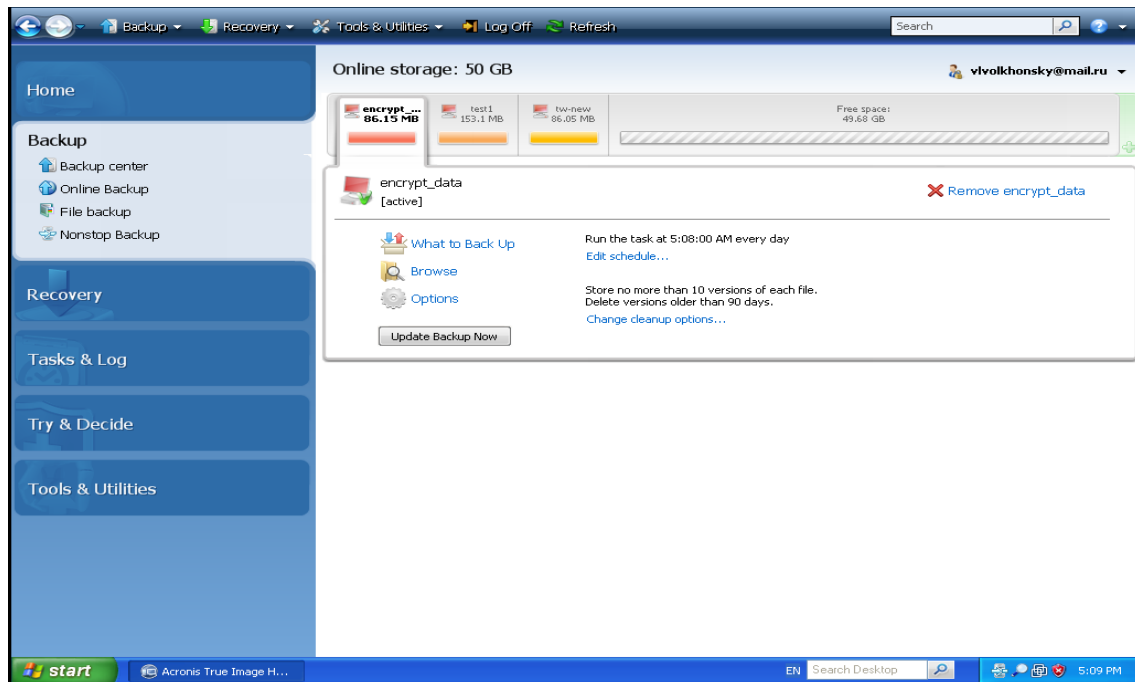 Backup Recovery Tools & Utilities Log Off Refresh Search
Online storage: 50 GB vlvolkhonsky@mail.ru
Home
Backup
Backup center
Online Backup
File backup
Nonstop Backup
Recovery
Tasks & Log
Try & Decide
Tools & Utilities
encrypt_... 86.15 MB
test1 153.1 MB
tw-new 86.05 MB
Free space: 49.68 GB
encrypt_data
[active]
Remove encrypt_data
What to Back Up
Browse
Options
Update Backup Now
Run the task at 5:08:00 AM every day
Edit schedule...
Store no more than 10 versions of each file.
Delete versions older than 90 days.
Change cleanup options...
start Acronis True Image H... EN Search Desktop 5:09 PM